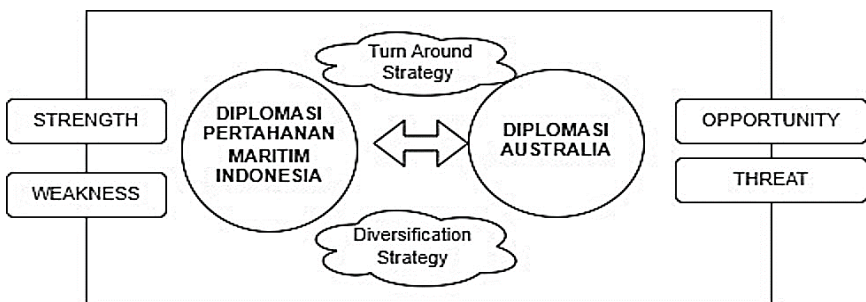 Turn Around
Strategy
STRENGTH
WEAKNESS
DIPLOMASI
PERTAHANAN
MARITIM
INDONESIA
DIPLOMASI
AUSTRALIA
OPPORTUNITY
THREAT
Diversification
Strategy